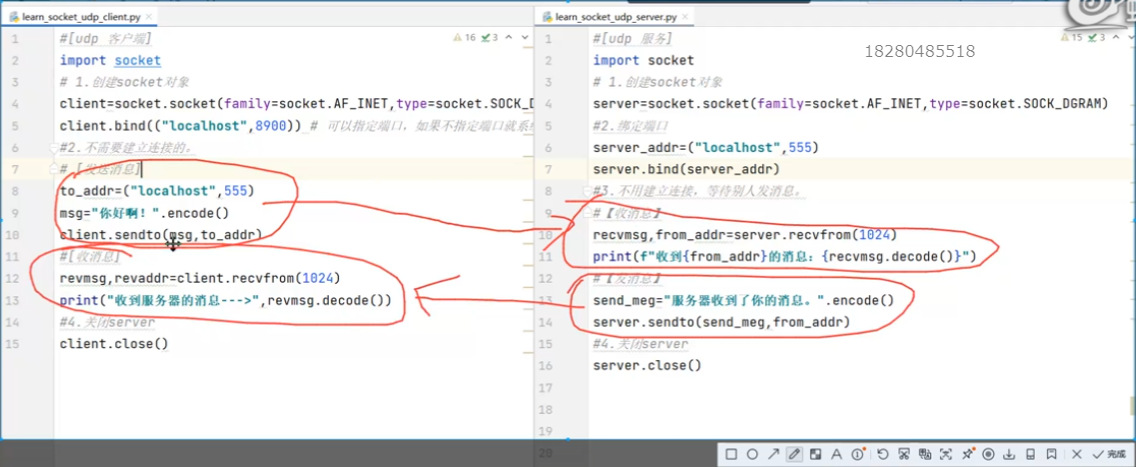 learn_socket_udp_client.py
16 3
1 #[udp 客户端]
2 import socket
3 # 1.创建socket对象
4 client=socket.socket(family=socket.AF_INET,type=socket.SOCK_D
5 client.bind(("localhost",8900)) # 可以指定端口，如果不指定端口就系统
6 #2.不需要建立连接的。
7 # [发送消息]
8 to_addr=("localhost",555)
9 msg="你好啊！".encode()
10 client.sendto(msg,to_addr)
11 #[收消息]
12 revmsg,revaddr=client.recvfrom(1024)
13 print("收到服务器的消息--->",revmsg.decode())
14 #4.关闭server
15 client.close()
learn_socket_udp_server.py
18280485518
15 3
1 #[udp 服务]
2 import socket
3 # 1.创建socket对象
4 server=socket.socket(family=socket.AF_INET,type=socket.SOCK_DGRAM)
5 #2.绑定端口
6 server_addr=("localhost",555)
7 server.bind(server_addr)
8 #3.不用建立连接，等待别人发消息。
9 #【收消息】
10 recvmsg,from_addr=server.recvfrom(1024)
11 print(f"收到{from_addr}的消息：{recvmsg.decode()}")
12 #【发消息】
13 send_meg="服务器收到了你的消息。".encode()
14 server.sendto(send_meg,from_addr)
15 #4.关闭server
16 server.close()
17
18
19
20
完成